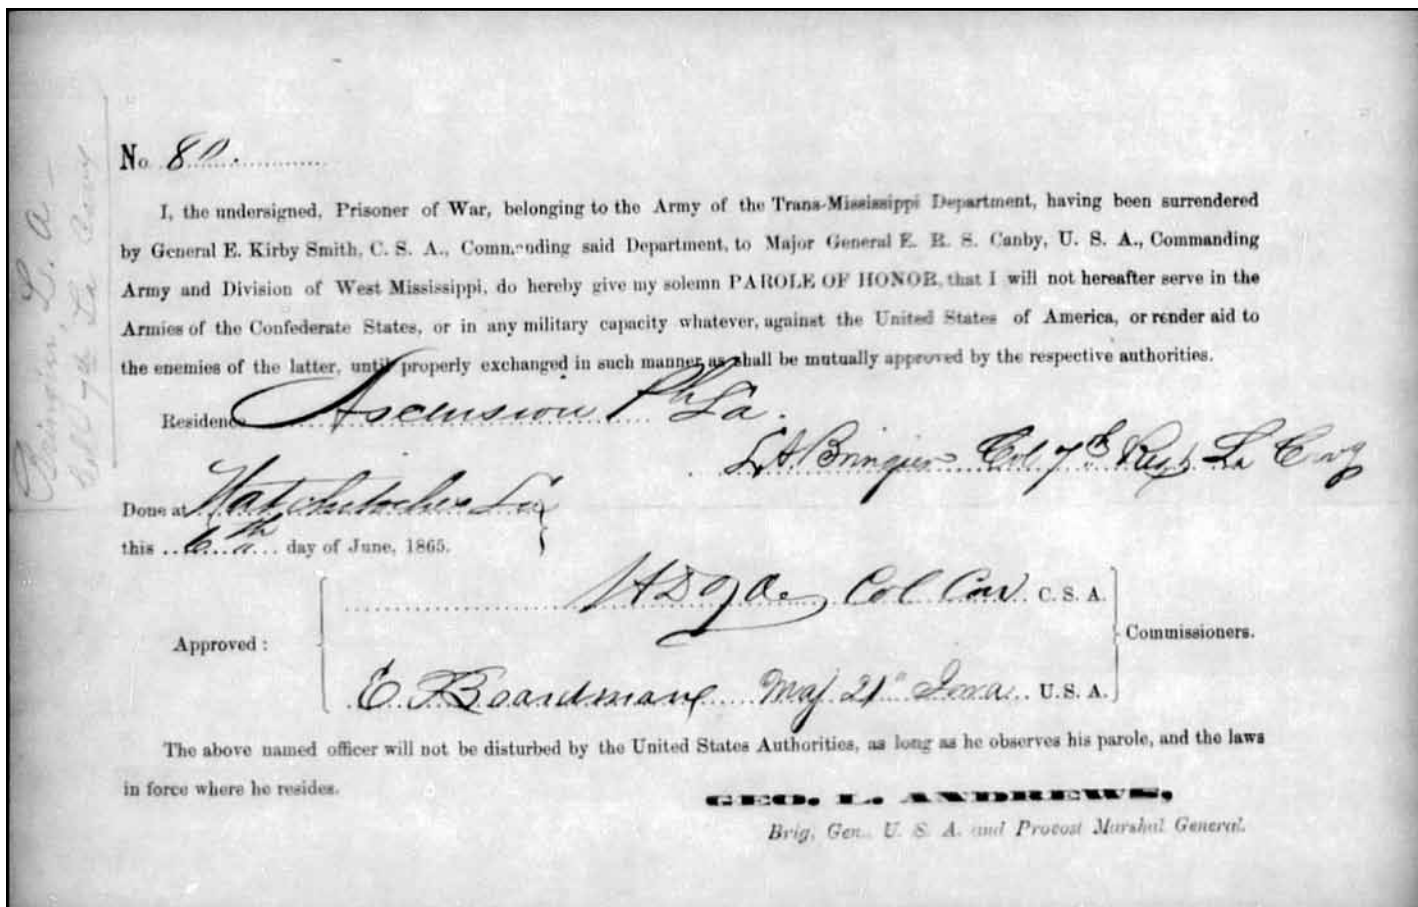 Bringier, L. A -
Col 7th La Cavy
No 80.
I, the undersigned, Prisoner of War, belonging to the Army of the Trans-Mississippi Department, having been surrendered
by General E. Kirby Smith, C. S. A., Commanding said Department, to Major General E. R. S. Canby, U. S. A., Commanding
Army and Division of West Mississippi, do hereby give my solemn PAROLE OF HONOR, that I will not hereafter serve in the
Armies of the Confederate States, or in any military capacity whatever, against the United States of America, or render aid to
the enemies of the latter, until properly exchanged in such manner as shall be mutually approved by the respective authorities.
Residence Ascension Ph La.
L A Bringier Col 7th Regt La Cavy
Done at Natchitoches La
this 6th day of June, 1865.
Col Cav C. S. A.
Approved :
Commissioners.
E Boardman Maj 21" Iowa U. S. A.
The above named officer will not be disturbed by the United States Authorities, as long as he observes his parole, and the laws
in force where he resides.
GEO. L. ANDREWS,
Brig, Gen., U. S. A. and Provost Marshal General.